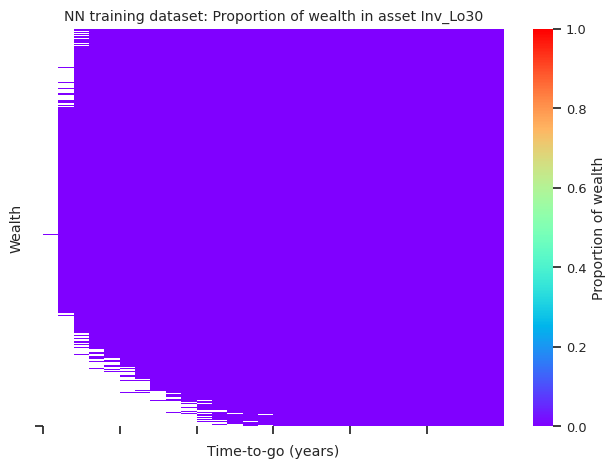 NN training dataset: Proportion of wealth in asset Inv_Lo30
Wealth
Time-to-go (years)
1.0
0.8
0.6
0.4
0.2
0.0
Proportion of wealth